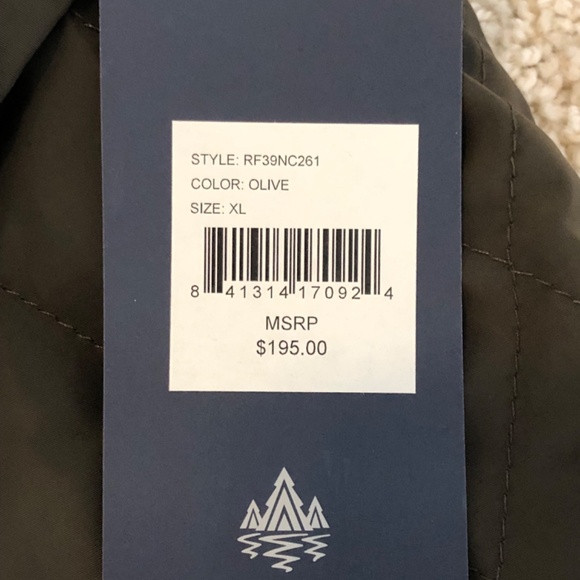 STYLE: RF39NC261
COLOR: OLIVE
SIZE: XL
8 41314 17092 4
MSRP
$195.00